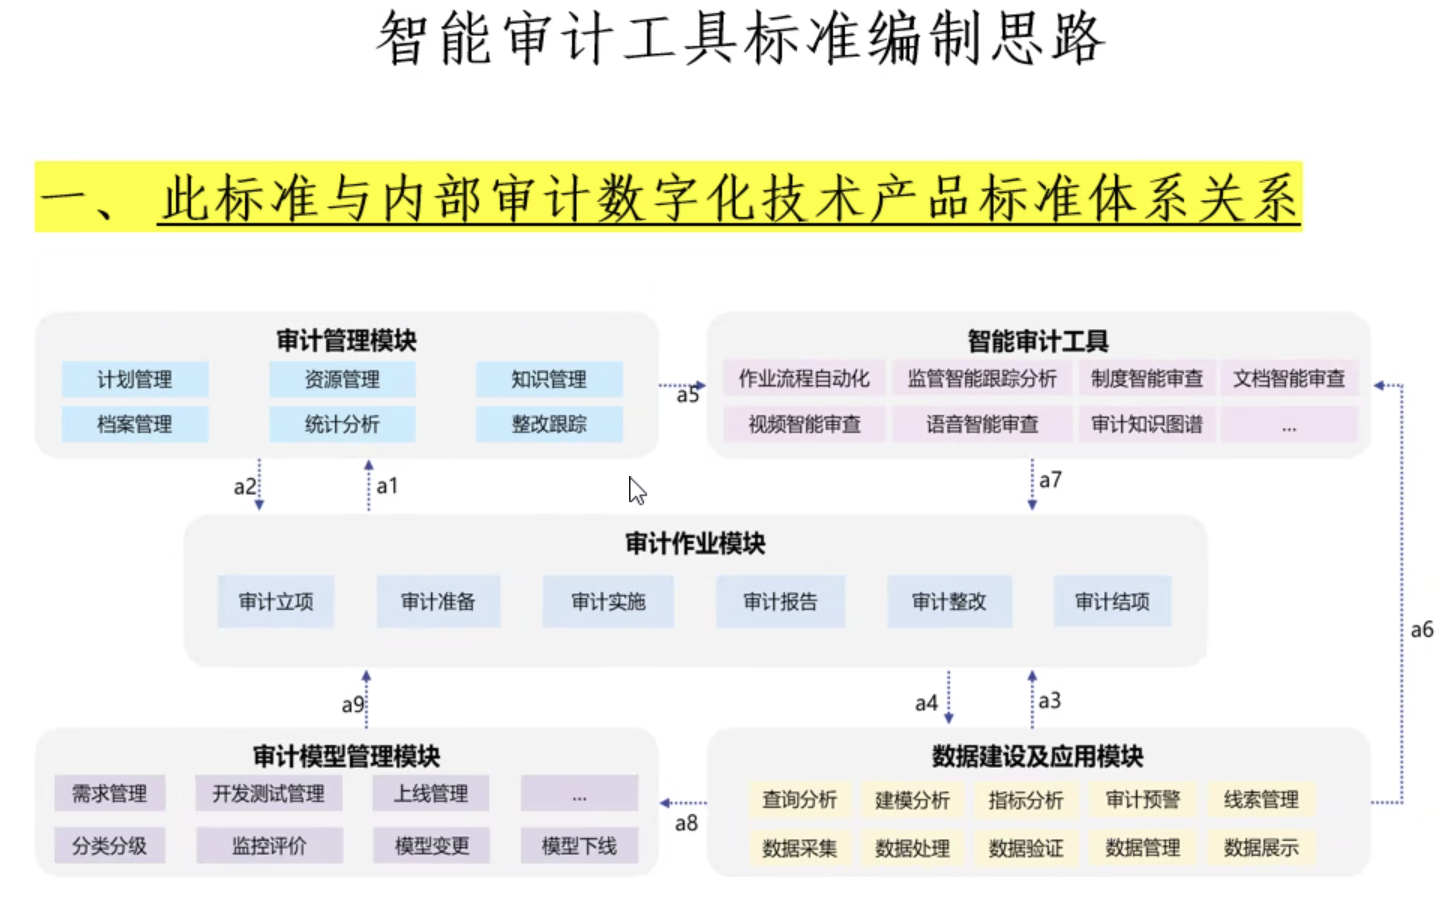 智能审计工具标准编制思路
一、 此标准与内部审计数字化技术产品标准体系关系
审计管理模块
计划管理 资源管理 知识管理
档案管理 统计分析 整改跟踪
a5
智能审计工具
作业流程自动化 监管智能跟踪分析 制度智能审查 文档智能审查
视频智能审查 语音智能审查 审计知识图谱 ...
a2 a1 a7
审计作业模块
审计立项 审计准备 审计实施 审计报告 审计整改 审计结项
a6
a9 a4 a3
审计模型管理模块
需求管理 开发测试管理 上线管理 ...
分类分级 监控评价 模型变更 模型下线
a8
数据建设及应用模块
查询分析 建模分析 指标分析 审计预警 线索管理
数据采集 数据处理 数据验证 数据管理 数据展示